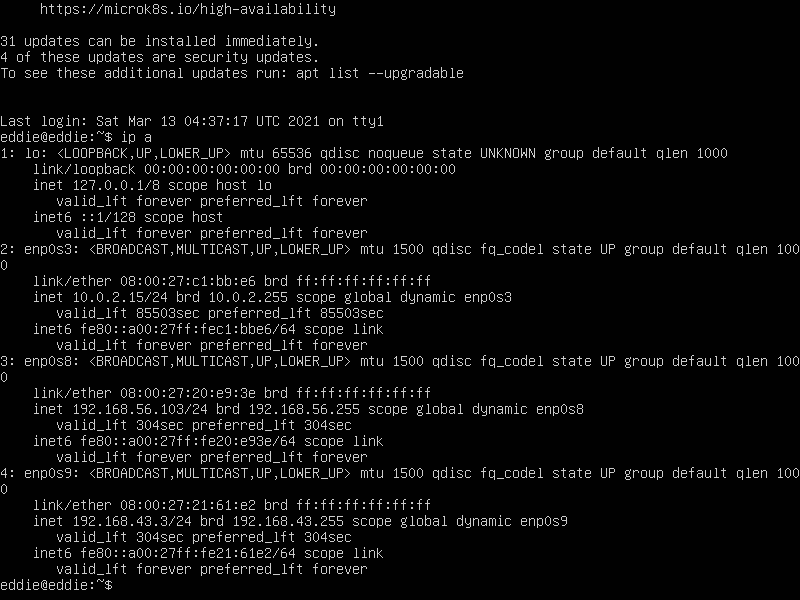 https://microk8s.io/high-availability
31 updates can be installed immediately.
4 of these updates are security updates.
To see these additional updates run: apt list --upgradable
Last login: Sat Mar 13 04:37:17 UTC 2021 on tty1
eddie@eddie:~$ ip a
1: lo: <LOOPBACK,UP,LOWER_UP> mtu 65536 qdisc noqueue state UNKNOWN group default qlen 1000
link/loopback 00:00:00:00:00:00 brd 00:00:00:00:00:00
inet 127.0.0.1/8 scope host lo
valid_lft forever preferred_lft forever
inet6 ::1/128 scope host
valid_lft forever preferred_lft forever
2: enp0s3: <BROADCAST,MULTICAST,UP,LOWER_UP> mtu 1500 qdisc fq_codel state UP group default qlen 100
0
link/ether 08:00:27:c1:bb:e6 brd ff:ff:ff:ff:ff:ff
inet 10.0.2.15/24 brd 10.0.2.255 scope global dynamic enp0s3
valid_lft 85503sec preferred_lft 85503sec
inet6 fe80::a00:27ff:fec1:bbe6/64 scope link
valid_lft forever preferred_lft forever
3: enp0s8: <BROADCAST,MULTICAST,UP,LOWER_UP> mtu 1500 qdisc fq_codel state UP group default qlen 100
0
link/ether 08:00:27:20:e9:3e brd ff:ff:ff:ff:ff:ff
inet 192.168.56.103/24 brd 192.168.56.255 scope global dynamic enp0s8
valid_lft 304sec preferred_lft 304sec
inet6 fe80::a00:27ff:fe20:e93e/64 scope link
valid_lft forever preferred_lft forever
4: enp0s9: <BROADCAST,MULTICAST,UP,LOWER_UP> mtu 1500 qdisc fq_codel state UP group default qlen 100
0
link/ether 08:00:27:21:61:e2 brd ff:ff:ff:ff:ff:ff
inet 192.168.43.3/24 brd 192.168.43.255 scope global dynamic enp0s9
valid_lft 304sec preferred_lft 304sec
inet6 fe80::a00:27ff:fe21:61e2/64 scope link
valid_lft forever preferred_lft forever
eddie@eddie:~$